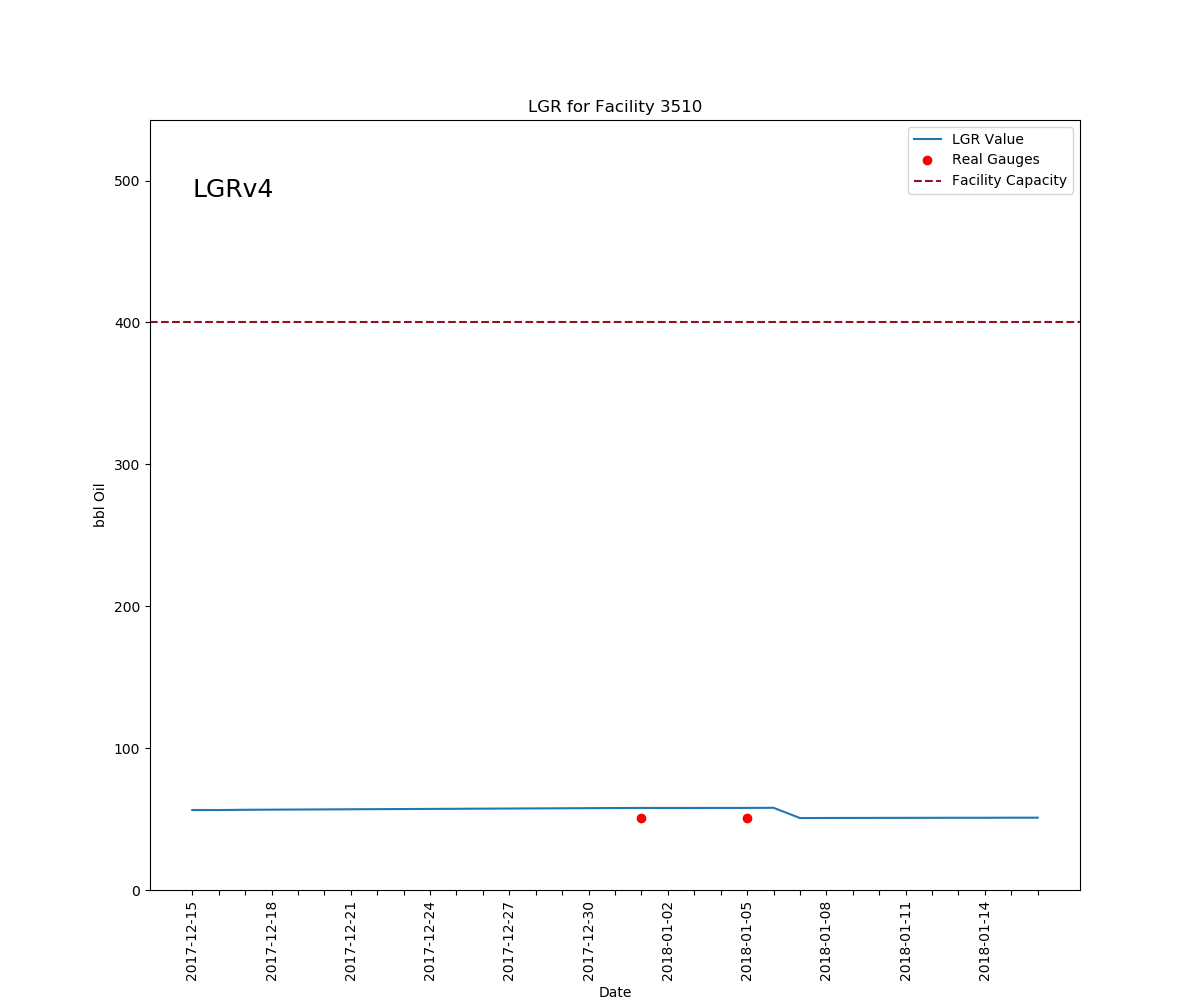 LGR for Facility 3510
LGRv4
LGR Value
Real Gauges
Facility Capacity
bbl Oil
500
400
300
200
100
0
2017-12-15
2017-12-18
2017-12-21
2017-12-24
2017-12-27
2017-12-30
2018-01-02
2018-01-05
2018-01-08
2018-01-11
2018-01-14
Date